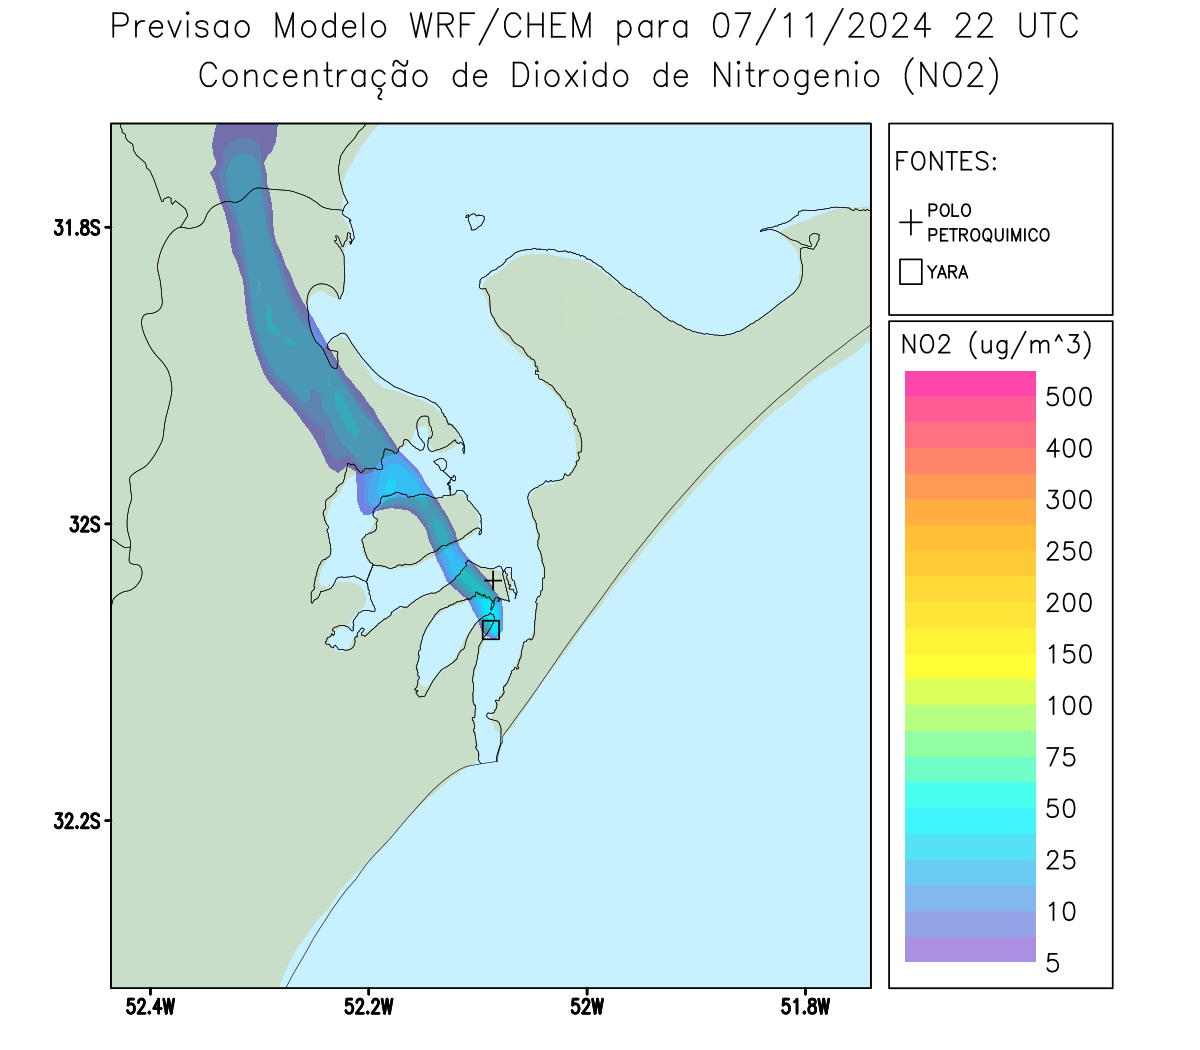 Previsao Modelo WRF/CHEM para 07/11/2024 22 UTC
Concentração de Dioxido de Nitrogenio (NO2)
FONTES:
POLO
PETROQUIMICO
YARA
NO2 (ug/m^3)
500
400
300
250
200
150
100
75
50
25
10
5
31.8S
32S
32.2S
52.4W
52.2W
52W
51.8W